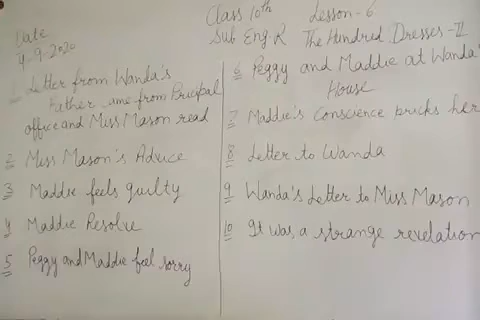 Date
4-9-2020
Class 10th Lesson-6
Sub Eng R The Hundred Dresses-II
1 Letter from Wanda's
Father came from Principal
office and Miss Mason read
2 Miss Mason's Advice
3 Maddie feels guilty
4 Maddie Resolve
5 Peggy and Maddie feel sorry
6 Peggy and Maddie at Wanda's
House
7 Maddie's Conscience pricks her
8 Letter to Wanda
9 Wanda's Letter to Miss Mason
10 It was a strange revelation